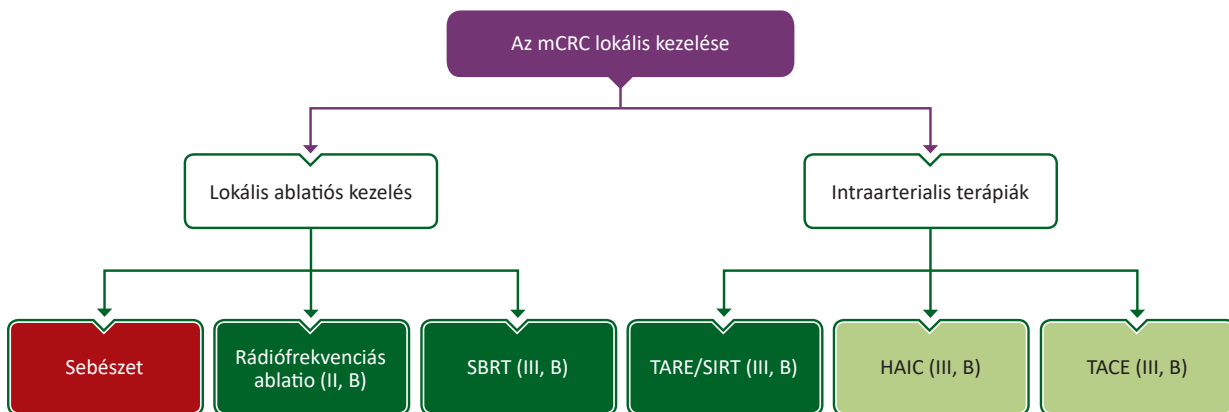 Az mCRC lokális kezelése
Lokális ablatiós kezelés
Intraarterialis terápiák
Sebészet
Rádiófrekvenciás
ablatio (II, B)
SBRT (III, B)
TARE/SIRT (III, B)
HAIC (III, B)
TACE (III, B)